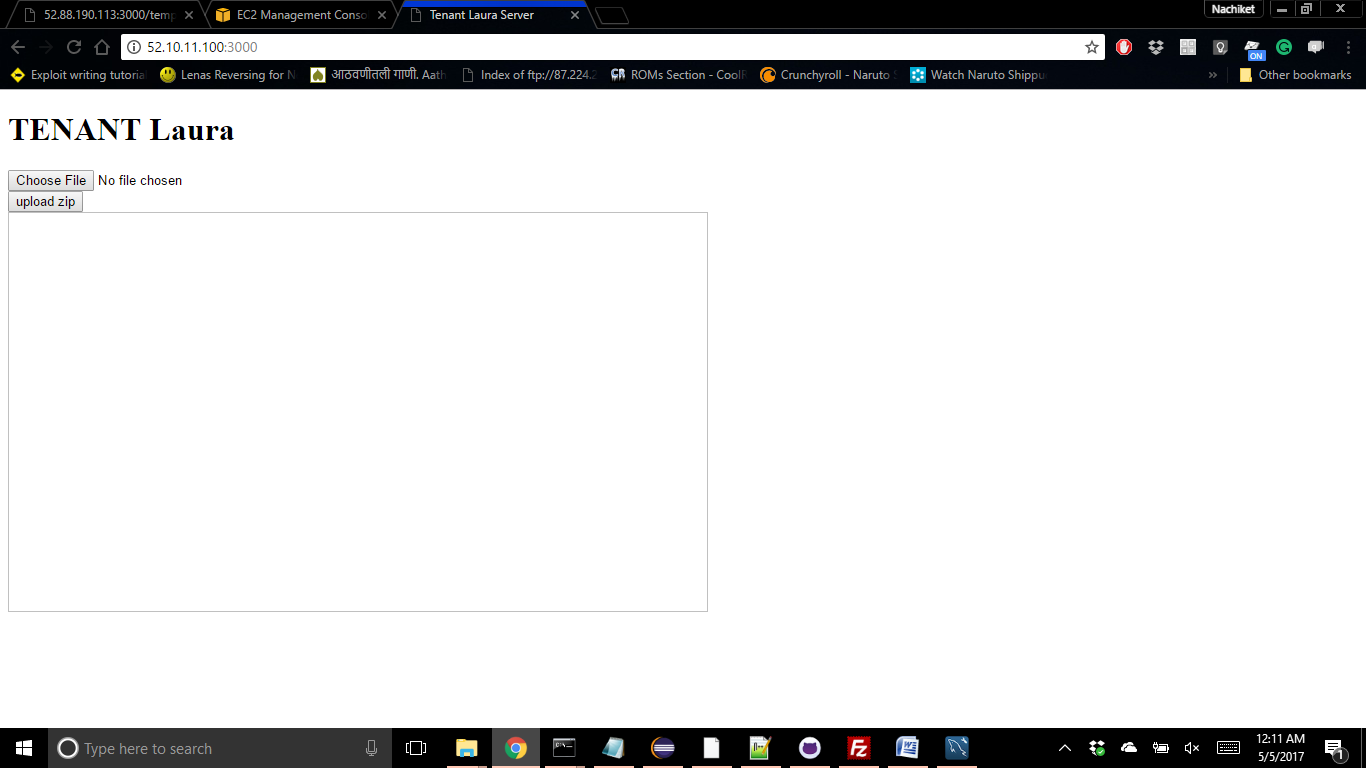 52.88.190.113:3000/temp
EC2 Management Conso
Tenant Laura Server
Nachiket
52.10.11.100:3000
ON
Exploit writing tutorial
Lenas Reversing for N
आठवणीतली गाणी. Aath
Index of ftp://87.224.2
ROMs Section - CoolR
Crunchyroll - Naruto S
Watch Naruto Shippu
Other bookmarks
TENANT Laura
Choose File No file chosen
upload zip
Type here to search
12:11 AM
5/5/2017
1